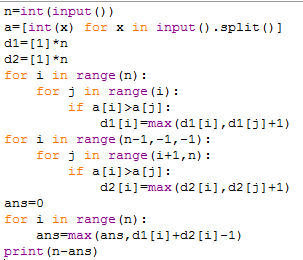 n=int(input())
a=[int(x) for x in input().split()]
d1=[1]*n
d2=[1]*n
for i in range(n):
    for j in range(i):
        if a[i]>a[j]:
            d1[i]=max(d1[i],d1[j]+1)
for i in range(n-1,-1,-1):
    for j in range(i+1,n):
        if a[i]>a[j]:
            d2[i]=max(d2[i],d2[j]+1)
ans=0
for i in range(n):
    ans=max(ans,d1[i]+d2[i]-1)
print(n-ans)